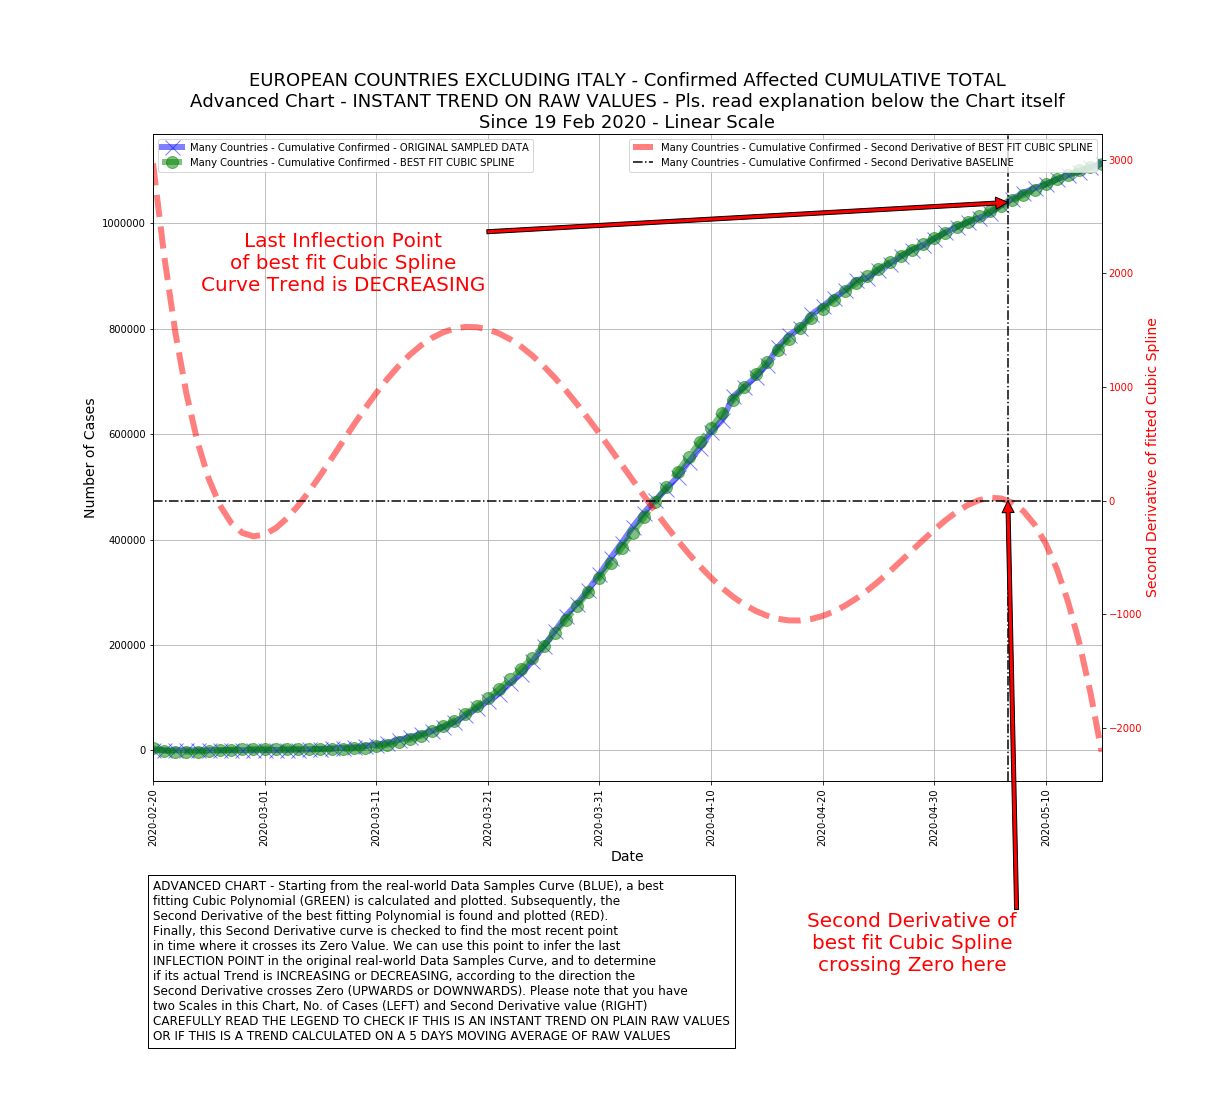 EUROPEAN COUNTRIES EXCLUDING ITALY - Confirmed Affected CUMULATIVE TOTAL
Advanced Chart - INSTANT TREND ON RAW VALUES - Pls. read explanation below the Chart itself
Since 19 Feb 2020 - Linear Scale
Many Countries - Cumulative Confirmed - ORIGINAL SAMPLED DATA
Many Countries - Cumulative Confirmed - BEST FIT CUBIC SPLINE
Many Countries - Cumulative Confirmed - Second Derivative of BEST FIT CUBIC SPLINE
Many Countries - Cumulative Confirmed - Second Derivative BASELINE
Last Inflection Point
of best fit Cubic Spline
Curve Trend is DECREASING
Number of Cases
1000000
800000
600000
400000
200000
0
3000
2000
1000
0
−1000
−2000
Second Derivative of fitted Cubic Spline
2020-02-20
2020-03-01
2020-03-11
2020-03-21
2020-03-31
2020-04-10
2020-04-20
2020-04-30
2020-05-10
Date
ADVANCED CHART - Starting from the real-world Data Samples Curve (BLUE), a best
fitting Cubic Polynomial (GREEN) is calculated and plotted. Subsequently, the
Second Derivative of the best fitting Polynomial is found and plotted (RED).
Finally, this Second Derivative curve is checked to find the most recent point
in time where it crosses its Zero Value. We can use this point to infer the last
INFLECTION POINT in the original real-world Data Samples Curve, and to determine
if its actual Trend is INCREASING or DECREASING, according to the direction the
Second Derivative crosses Zero (UPWARDS or DOWNWARDS). Please note that you have
two Scales in this Chart, No. of Cases (LEFT) and Second Derivative value (RIGHT)
CAREFULLY READ THE LEGEND TO CHECK IF THIS IS AN INSTANT TREND ON PLAIN RAW VALUES
OR IF THIS IS A TREND CALCULATED ON A 5 DAYS MOVING AVERAGE OF RAW VALUES
Second Derivative of
best fit Cubic Spline
crossing Zero here